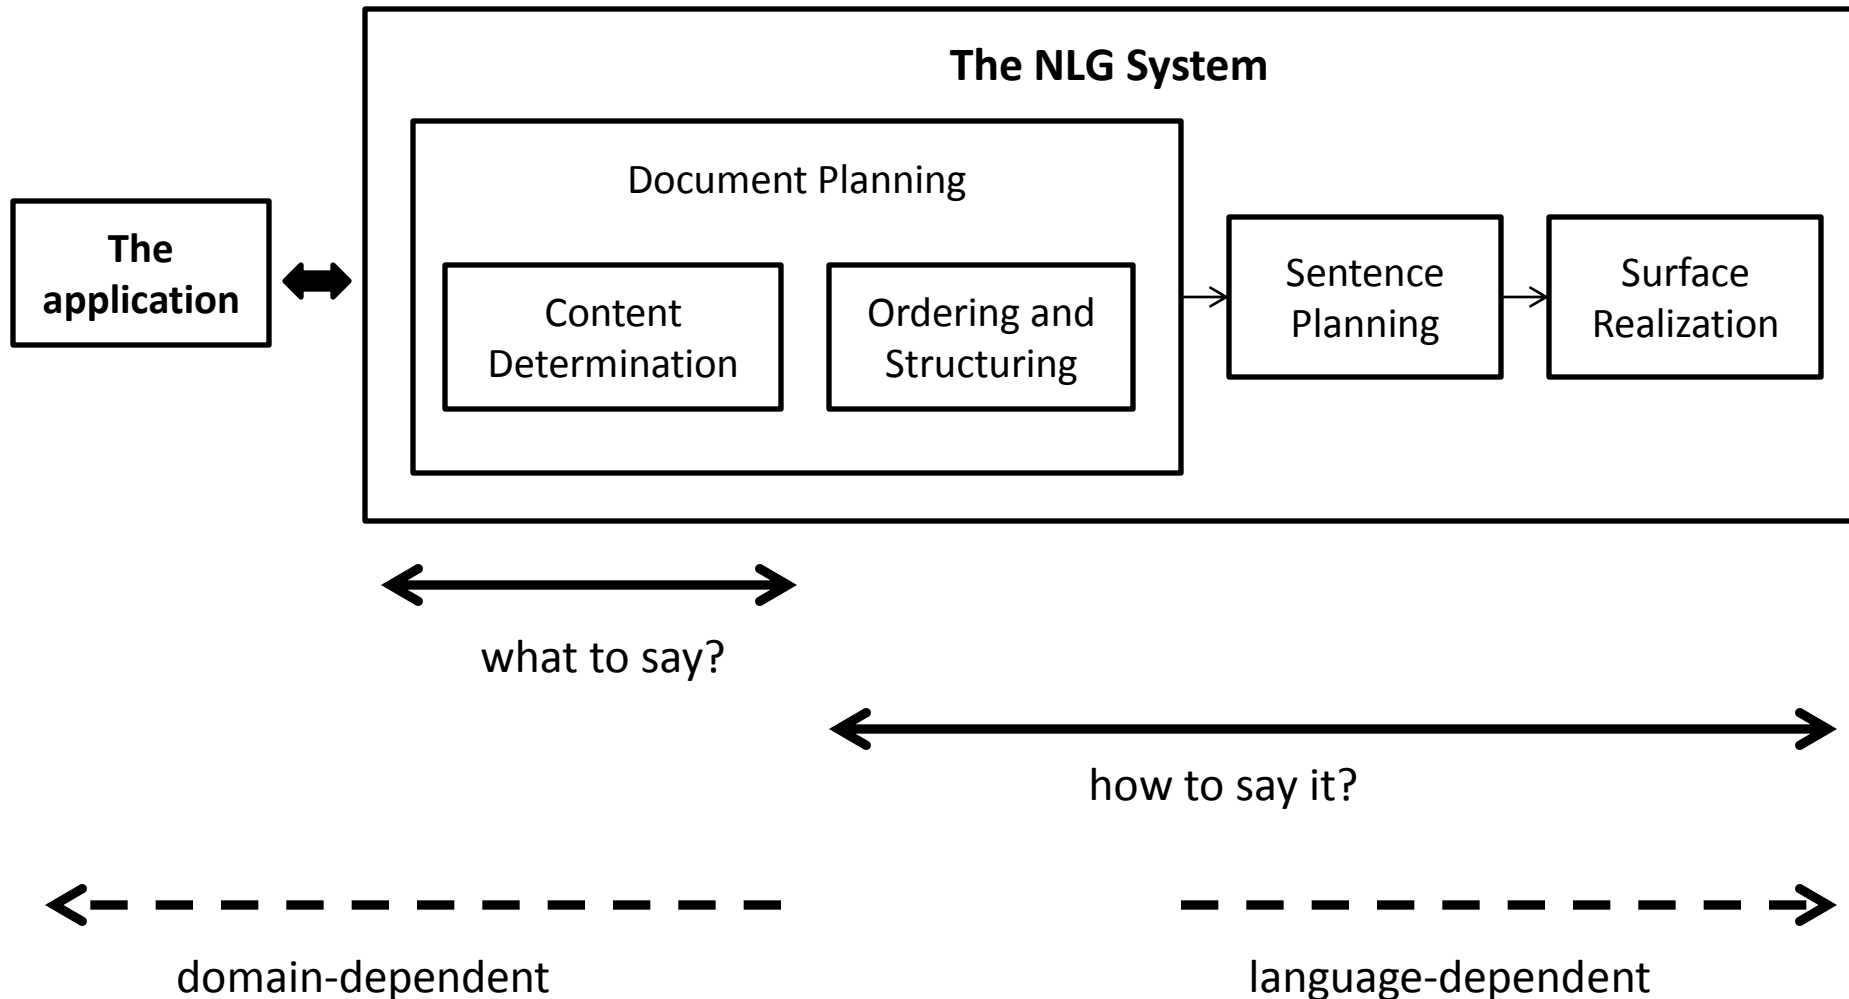 The NLG System
Document Planning
The
application
Content
Determination
Ordering and
Structuring
Sentence
Planning
Surface
Realization
what to say?
how to say it?
domain-dependent
language-dependent